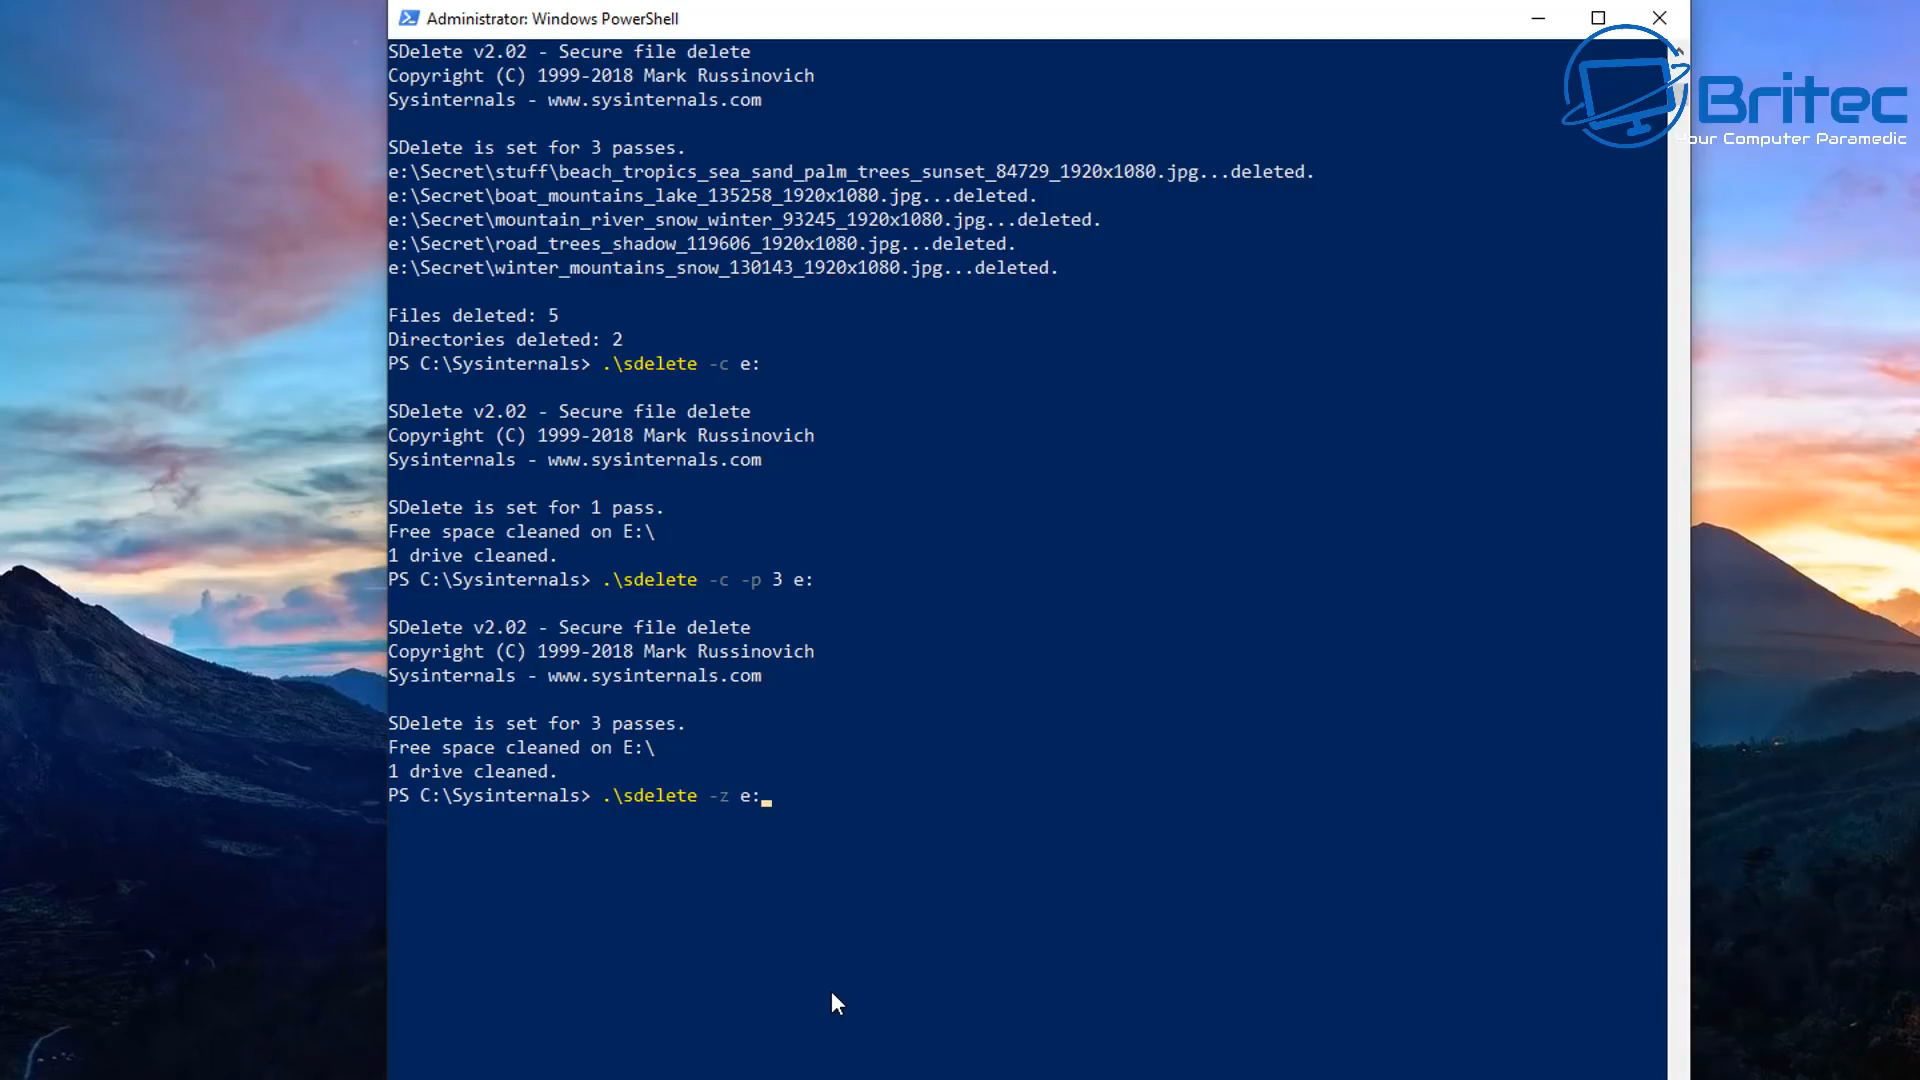 Administrator: Windows PowerShell
SDelete v2.02 - Secure file delete
Copyright (C) 1999-2018 Mark Russinovich
Sysinternals - www.sysinternals.com
SDelete is set for 3 passes.
e:\Secret\stuff\beach_tropics_sea_sand_palm_trees_sunset_84729_1920x1080.jpg...deleted.
e:\Secret\boat_mountains_lake_135258_1920x1080.jpg...deleted.
e:\Secret\mountain_river_snow_winter_93245_1920x1080.jpg...deleted.
e:\Secret\road_trees_shadow_119606_1920x1080.jpg...deleted.
e:\Secret\winter_mountains_snow_130143_1920x1080.jpg...deleted.
Files deleted: 5
Directories deleted: 2
PS C:\Sysinternals> .\sdelete -c e:
SDelete v2.02 - Secure file delete
Copyright (C) 1999-2018 Mark Russinovich
Sysinternals - www.sysinternals.com
SDelete is set for 1 pass.
Free space cleaned on E:\
1 drive cleaned.
PS C:\Sysinternals> .\sdelete -c -p 3 e:
SDelete v2.02 - Secure file delete
Copyright (C) 1999-2018 Mark Russinovich
Sysinternals - www.sysinternals.com
SDelete is set for 3 passes.
Free space cleaned on E:\
1 drive cleaned.
PS C:\Sysinternals> .\sdelete -z e:
Britec
Your Computer Paramedic